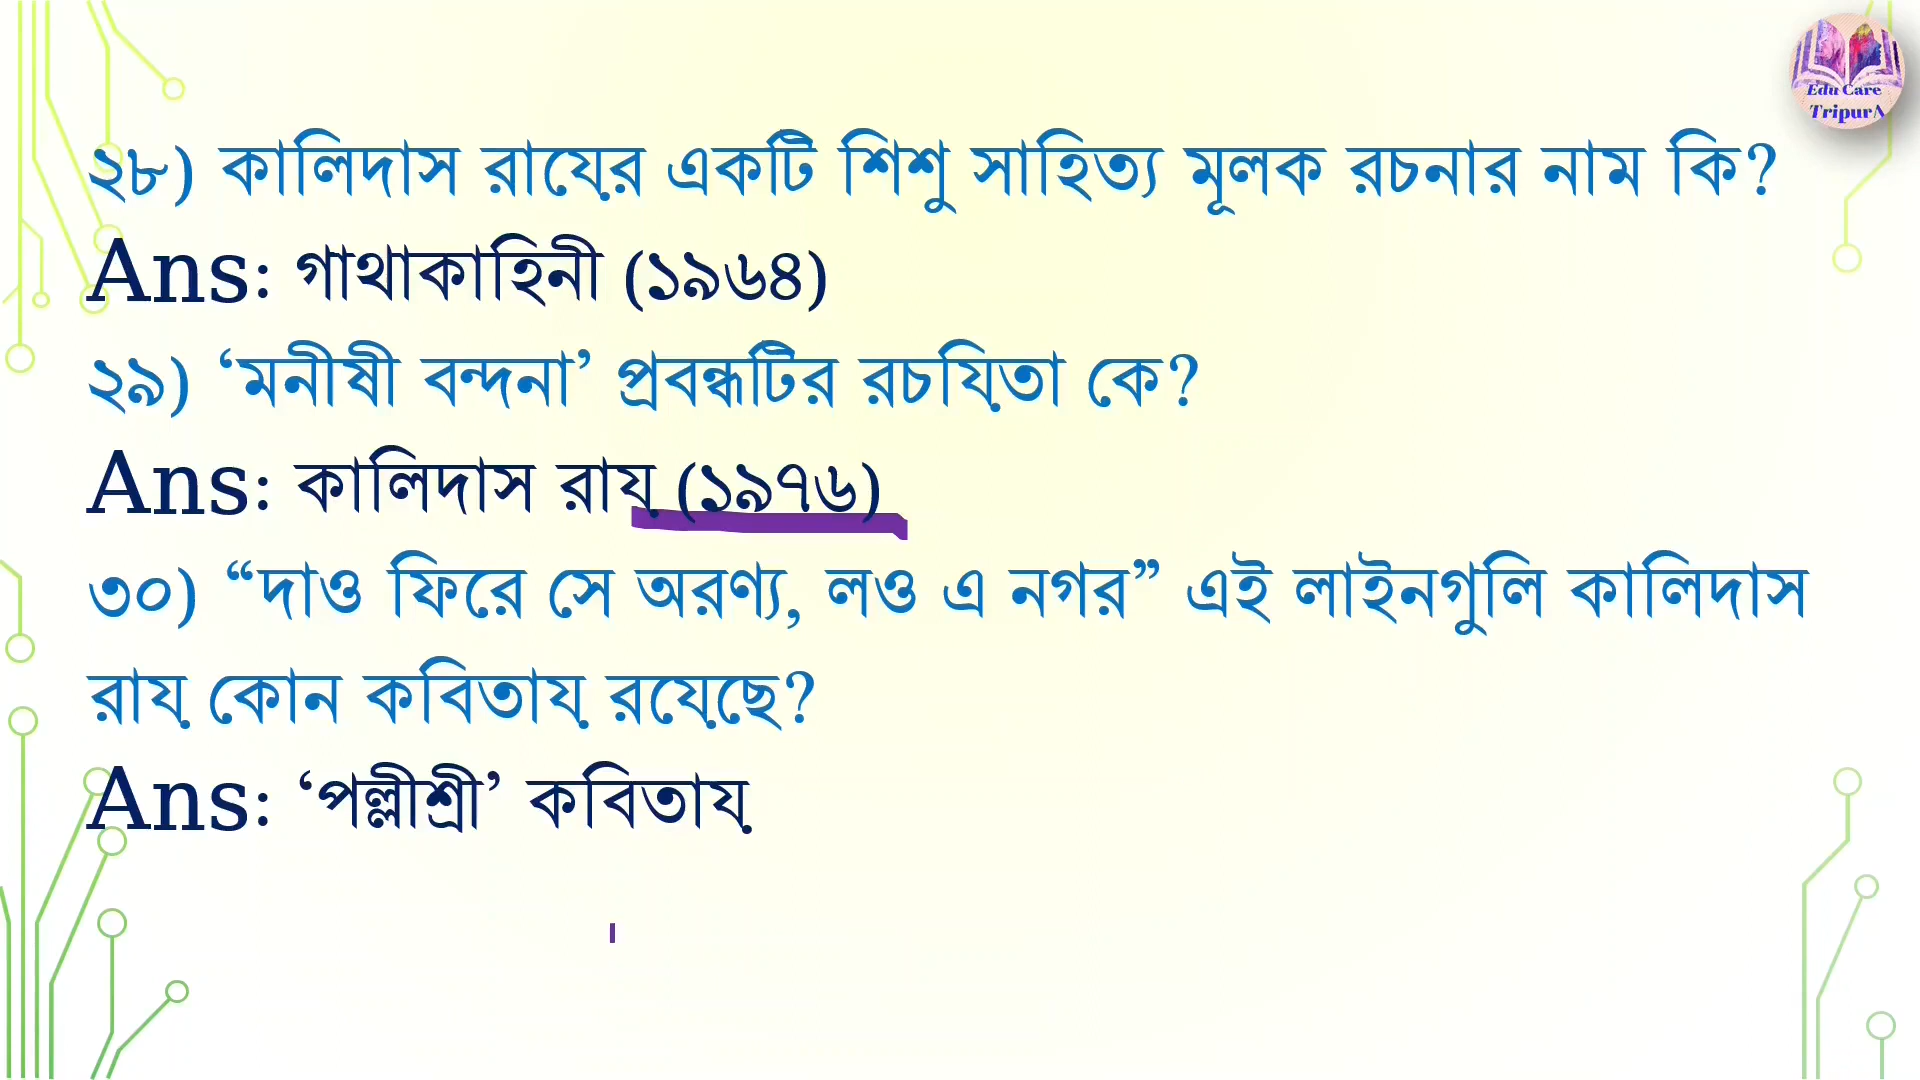 Edu Care
TripurA
২৮) কালিদাস রায়ের একটি শিশু সাহিত্য মূলক রচনার নাম কি?
Ans: গাথাকাহিনী (১৯৬৪)
২৯) ‘মনীষী বন্দনা’ প্রবন্ধটির রচয়িতা কে?
Ans: কালিদাস রায় (১৯৭৬)
৩০) “দাও ফিরে সে অরণ্য, লও এ নগর” এই লাইনগুলি কালিদাস
রায় কোন কবিতায় রয়েছে?
Ans: ‘পল্লীশ্রী’ কবিতায়